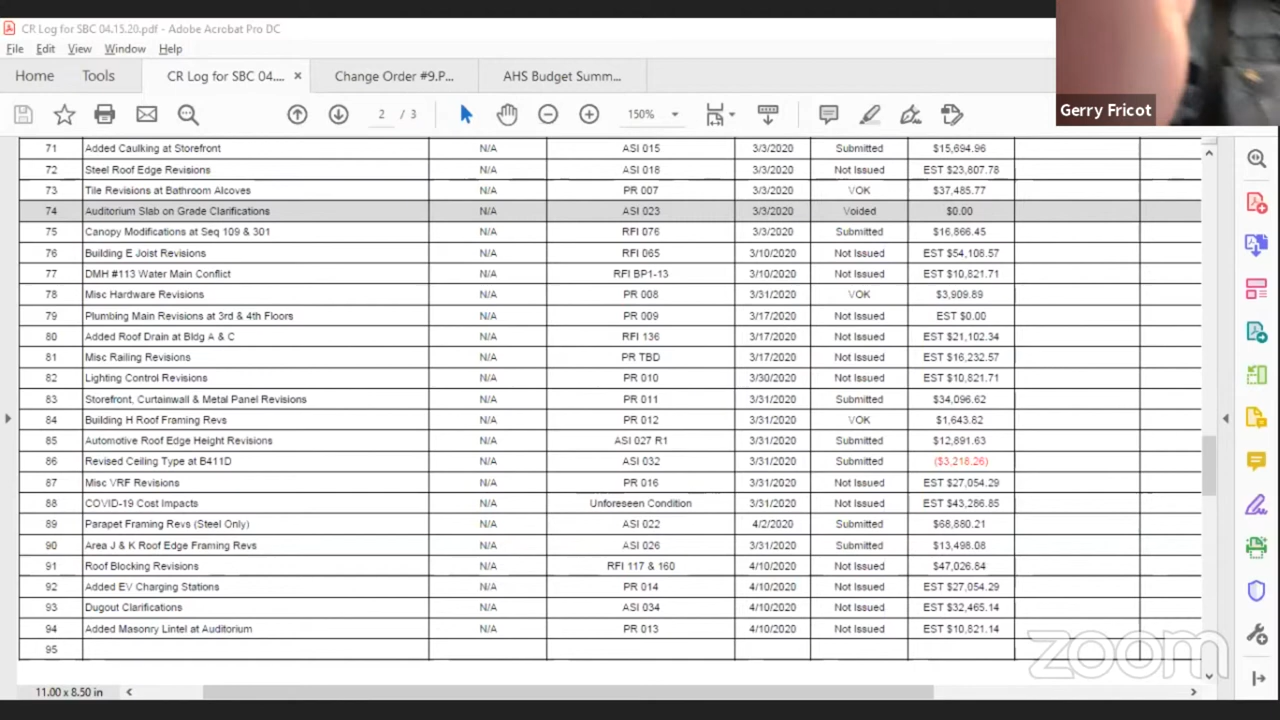 CR Log for SBC 04.15.20.pdf - Adobe Acrobat Pro DC
File Edit View Window Help
Home Tools CR Log for SBC 04.... × Change Order #9.P... AHS Budget Summ...
2 / 3 150%
Gerry Fricot
71 Added Caulking at Storefront N/A ASI 015 3/3/2020 Submitted $15,694.96
72 Steel Roof Edge Revisions N/A ASI 018 3/3/2020 Not Issued EST $23,807.78
73 Tile Revisions at Bathroom Alcoves N/A PR 007 3/3/2020 VOK $37,485.77
74 Auditorium Slab on Grade Clarifications N/A ASI 023 3/3/2020 Voided $0.00
75 Canopy Modifications at Seq 109 & 301 N/A RFI 076 3/3/2020 Submitted $16,866.45
76 Building E Joist Revisions N/A RFI 065 3/10/2020 Not Issued EST $54,108.57
77 DMH #113 Water Main Conflict N/A RFI BP1-13 3/10/2020 Not Issued EST $10,821.71
78 Misc Hardware Revisions N/A PR 008 3/31/2020 VOK $3,909.89
79 Plumbing Main Revisions at 3rd & 4th Floors N/A PR 009 3/17/2020 Not Issued EST $0.00
80 Added Roof Drain at Bldg A & C N/A RFI 136 3/17/2020 Not Issued EST $21,102.34
81 Misc Railing Revisions N/A PR TBD 3/17/2020 Not Issued EST $16,232.57
82 Lighting Control Revisions N/A PR 010 3/30/2020 Not Issued EST $10,821.71
83 Storefront, Curtainwall & Metal Panel Revisions N/A PR 011 3/31/2020 Submitted $34,096.62
84 Building H Roof Framing Revs N/A PR 012 3/31/2020 VOK $1,643.82
85 Automotive Roof Edge Height Revisions N/A ASI 027 R1 3/31/2020 Submitted $12,891.63
86 Revised Ceiling Type at B411D N/A ASI 032 3/31/2020 Submitted ($3,218.26)
87 Misc VRF Revisions N/A PR 016 3/31/2020 Not Issued EST $27,054.29
88 COVID-19 Cost Impacts N/A Unforeseen Condition 3/31/2020 Not Issued EST $43,286.85
89 Parapet Framing Revs (Steel Only) N/A ASI 022 4/2/2020 Submitted $68,880.21
90 Area J & K Roof Edge Framing Revs N/A ASI 026 3/31/2020 Submitted $13,498.08
91 Roof Blocking Revisions N/A RFI 117 & 160 4/10/2020 Not Issued $47,026.84
92 Added EV Charging Stations N/A PR 014 4/10/2020 Not Issued EST $27,054.29
93 Dugout Clarifications N/A ASI 034 4/10/2020 Not Issued EST $32,465.14
94 Added Masonry Lintel at Auditorium N/A PR 013 4/10/2020 Not Issued EST $10,821.14
95
zoom
11.00 x 8.50 in